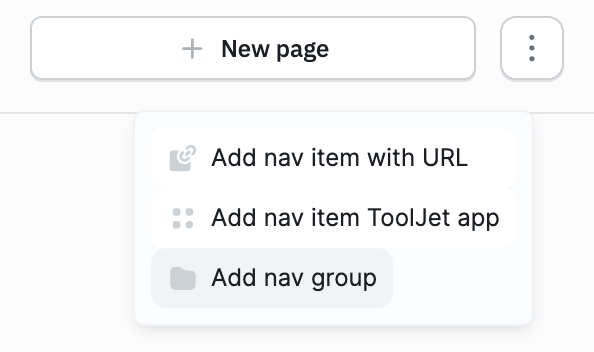 New page
Add nav item with URL
Add nav item ToolJet app
Add nav group